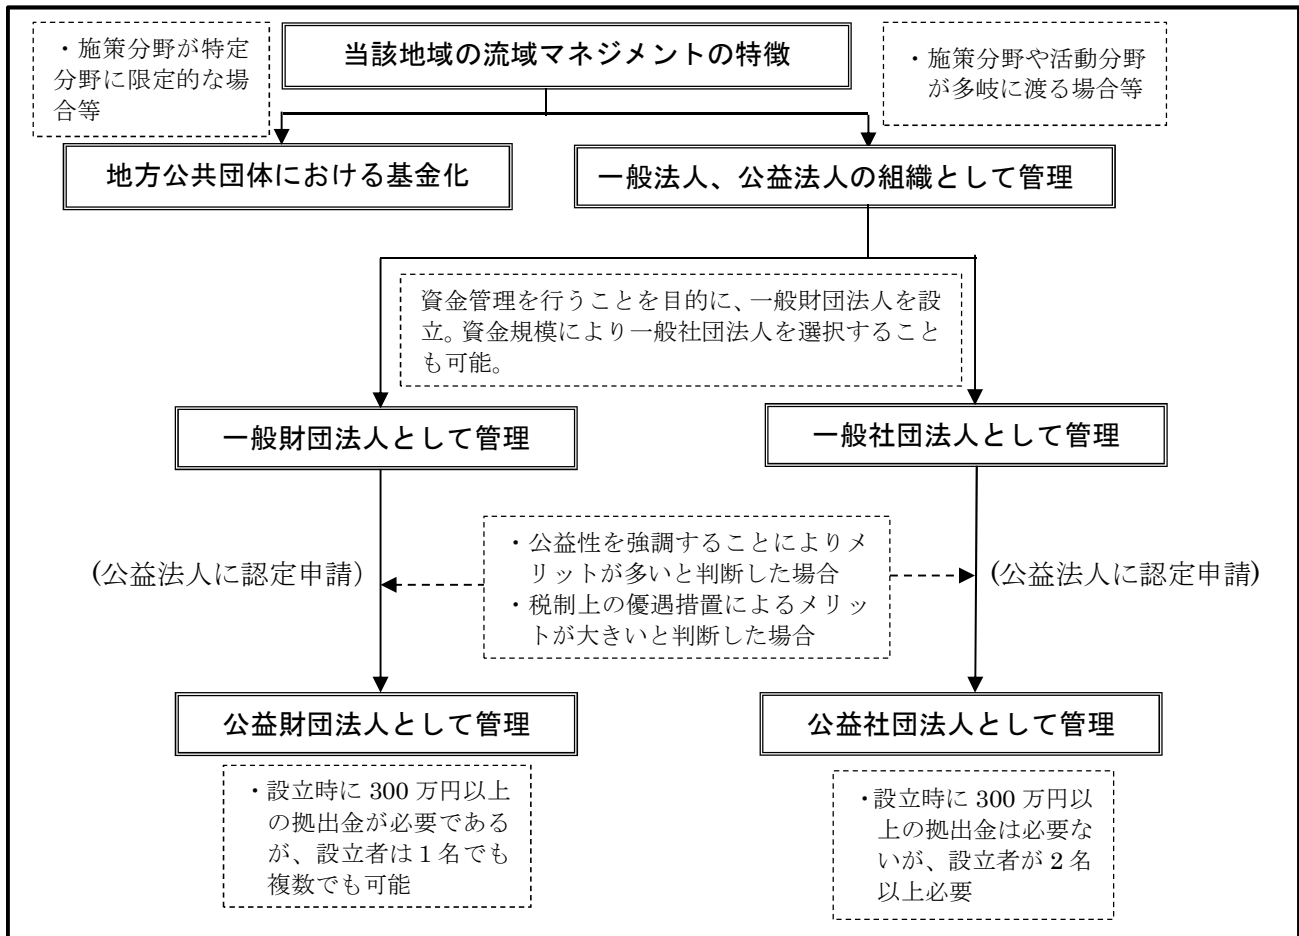 ・施策分野が特定
分野に限定的な場
合等
当該地域の流域マネジメントの特徴
・施策分野や活動分野
が多岐に渡る場合等
地方公共団体における基金化
一般法人、公益法人の組織として管理
資金管理を行うことを目的に、一般財団法人を設
立。資金規模により一般社団法人を選択すること
も可能。
一般財団法人として管理
一般社団法人として管理
(公益法人に認定申請)
・公益性を強調することによりメ
リットが多いと判断した場合
・税制上の優遇措置によるメリッ
トが大きいと判断した場合
(公益法人に認定申請)
公益財団法人として管理
公益社団法人として管理
・設立時に 300 万円以上
の拠出金が必要である
が、設立者は 1 名でも
複数でも可能
・設立時に 300 万円以
上の拠出金は必要な
いが、設立者が 2 名
以上必要